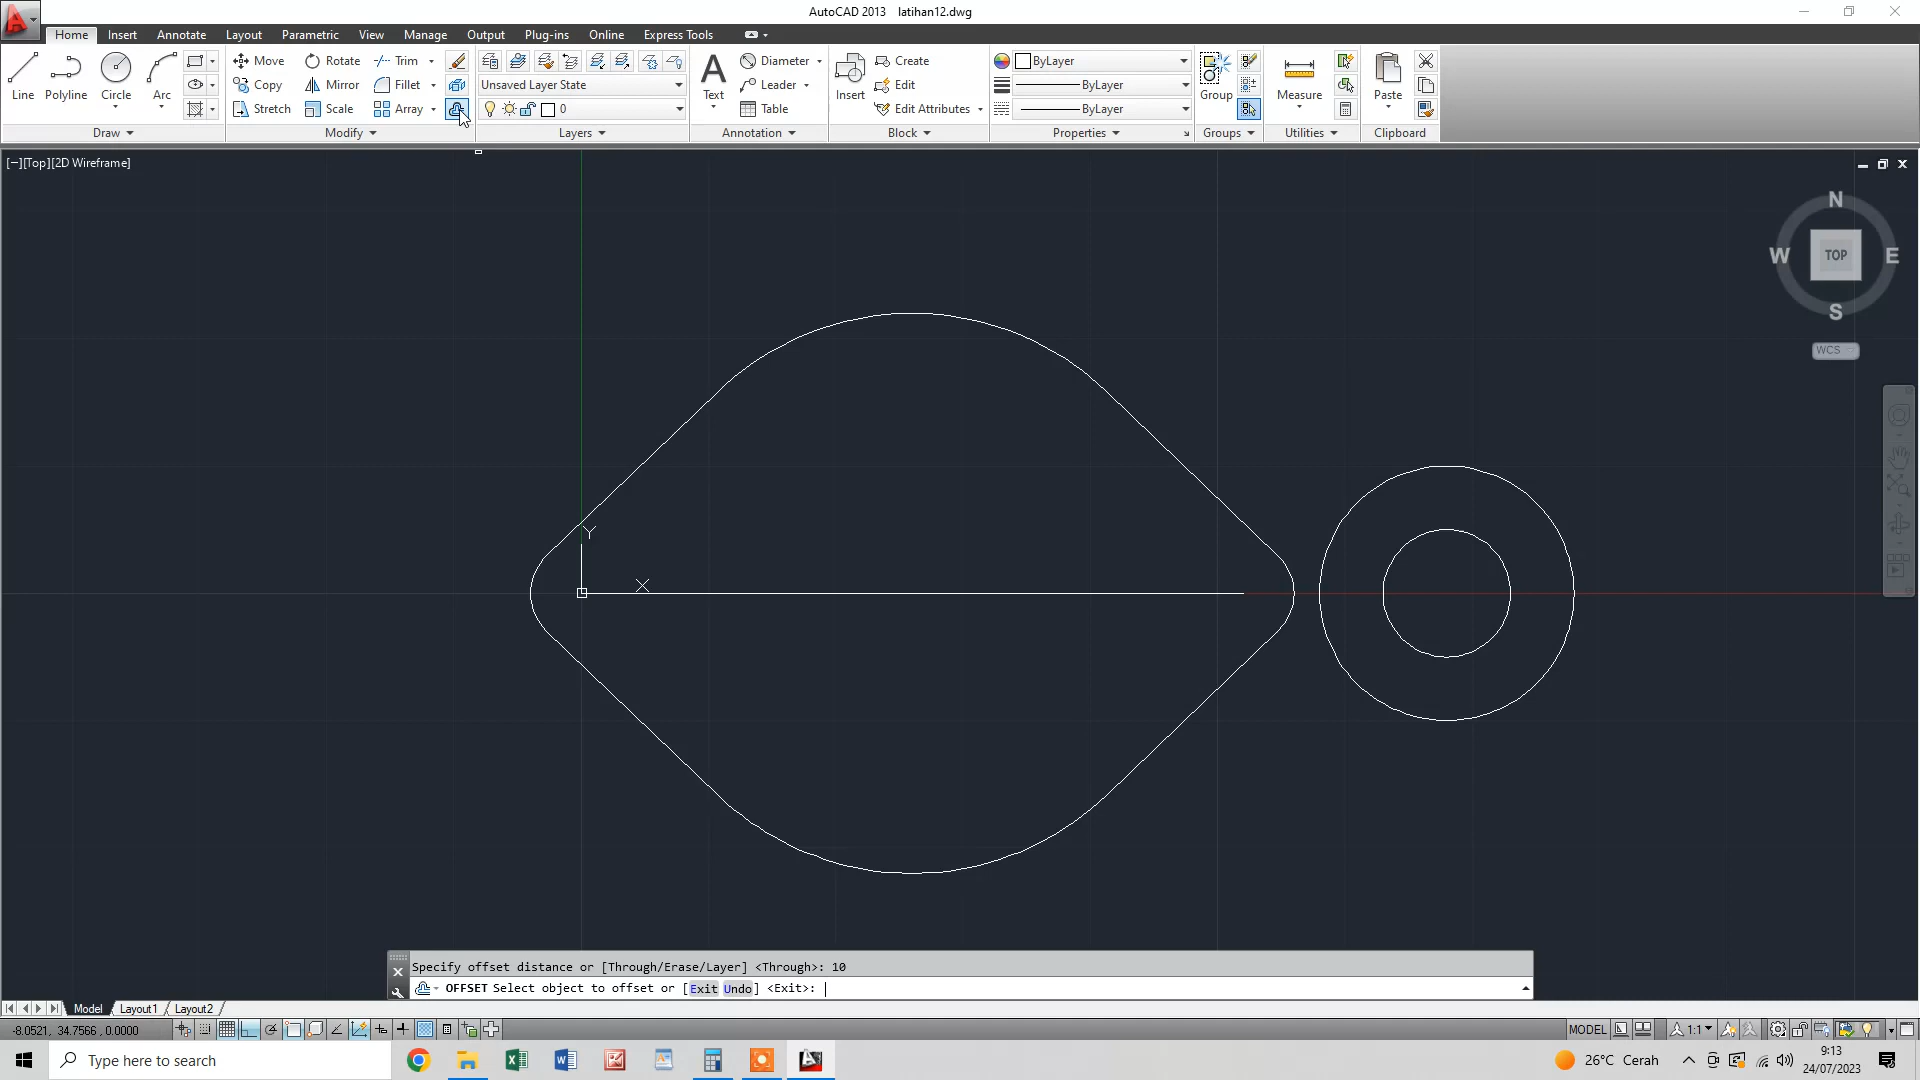 AutoCAD 2013 latihan12.dwg
Home Insert Annotate Layout Parametric View Manage Output Plug-ins Online Express Tools
Line Polyline Circle Arc
Move Rotate Trim
Copy Mirror Fillet
Stretch Scale Array
Unsaved Layer State
0
Text
Diameter
Leader
Table
Insert
Create
Edit
Edit Attributes
ByLayer
ByLayer
ByLayer
Group
Measure
Paste
Draw Modify Layers Annotation Block Properties Groups Utilities Clipboard
[−][Top][2D Wireframe]
N
W TOP E
S
WCS
Y
X
Specify offset distance or [Through/Erase/Layer] <Through>: 10
OFFSET Select object to offset or [Exit Undo] <Exit>:
Model Layout1 Layout2
-8.0521, 34.7566 , 0.0000
MODEL
1:1
Type here to search
26°C Cerah
9:13
24/07/2023